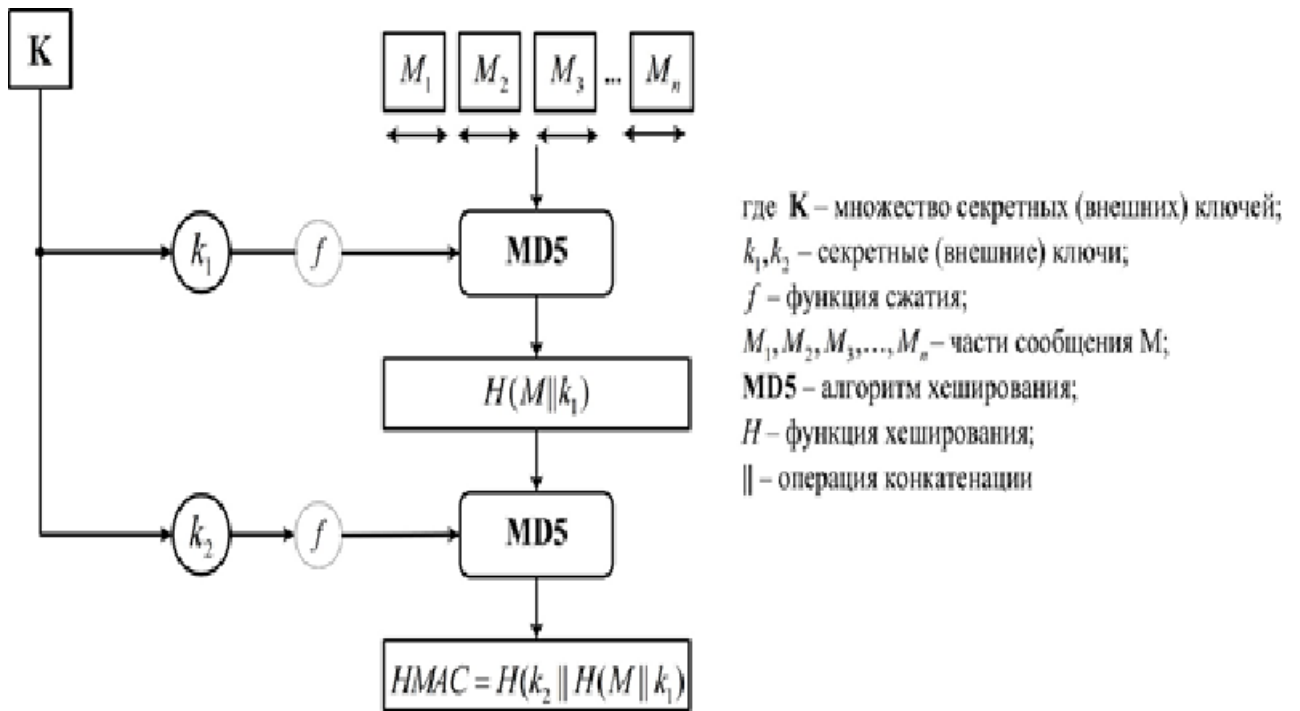 K
M₁ M₂ M₃ ... Mₙ
k₁ f MD5
H(M||k₁)
k₂ f MD5
HMAC = H(k₂ || H(M || k₁)
где K – множество секретных (внешних) ключей;
k₁,k₂ – секретные (внешние) ключи;
f – функция сжатия;
M₁, M₂, M₃,..., Mₙ – части сообщения М;
MD5 – алгоритм хеширования;
H – функция хеширования;
|| – операция конкатенации